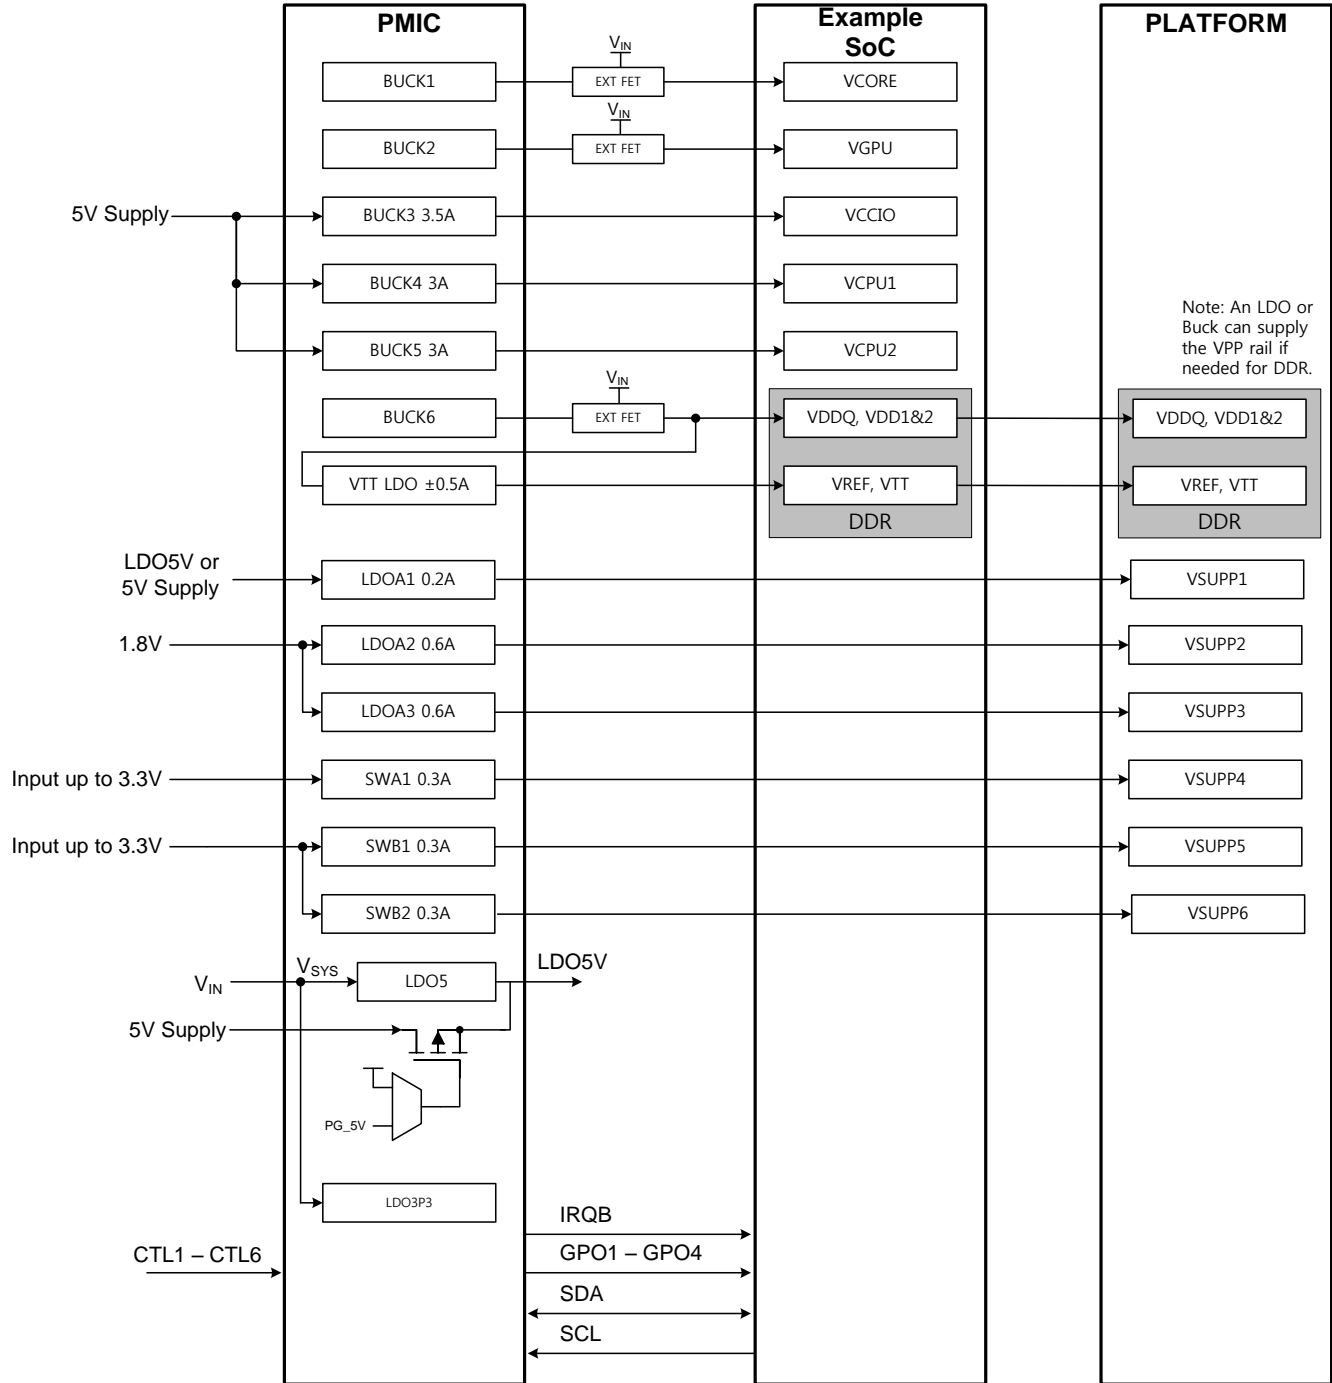 PMIC
Example
SoC
PLATFORM
VIN
BUCK1
EXT FET
VCORE
VIN
BUCK2
EXT FET
VGPU
5V Supply
BUCK3 3.5A
VCCIO
BUCK4 3A
VCPU1
Note: An LDO or
Buck can supply
the VPP rail if
needed for DDR.
BUCK5 3A
VCPU2
VIN
BUCK6
EXT FET
VDDQ, VDD1&2
VDDQ, VDD1&2
VTT LDO ±0.5A
VREF, VTT
VREF, VTT
DDR
DDR
LDO5V or
5V Supply
LDOA1 0.2A
VSUPP1
1.8V
LDOA2 0.6A
VSUPP2
LDOA3 0.6A
VSUPP3
Input up to 3.3V
SWA1 0.3A
VSUPP4
Input up to 3.3V
SWB1 0.3A
VSUPP5
SWB2 0.3A
VSUPP6
VIN
VSYS
LDO5
LDO5V
5V Supply
PG_5V
LDO3P3
IRQB
CTL1 – CTL6
GPO1 – GPO4
SDA
SCL